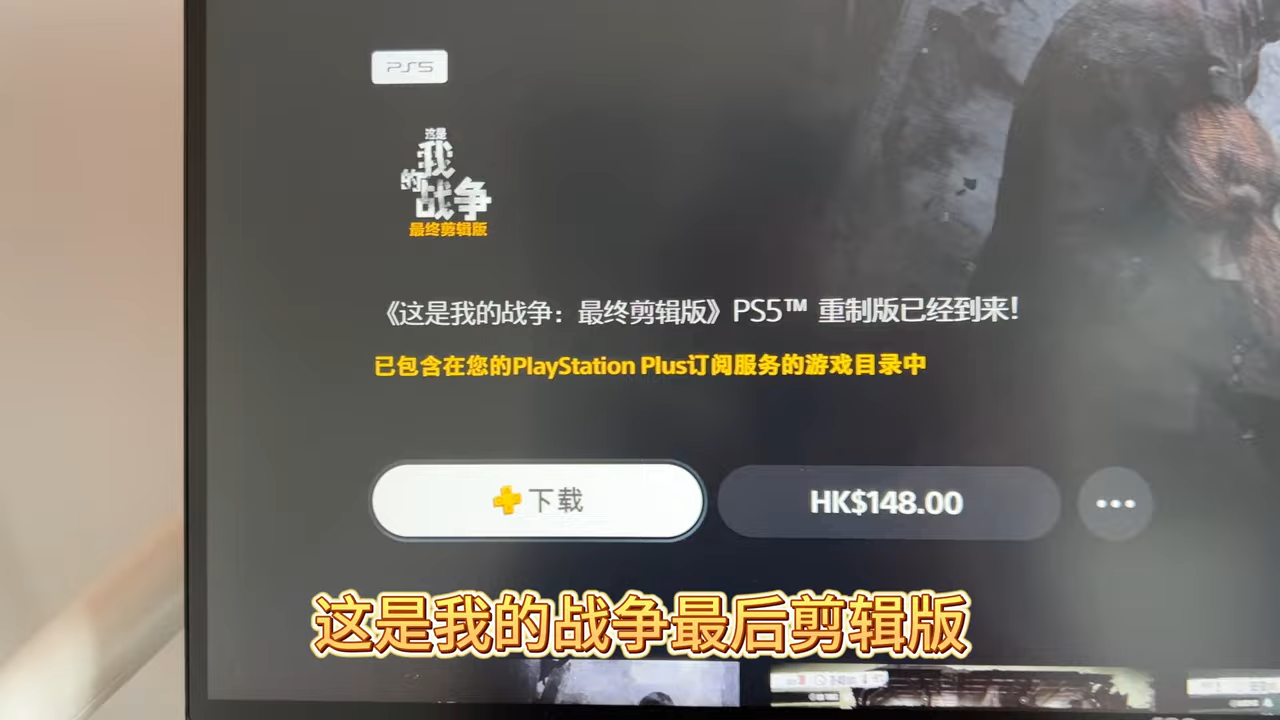 PS5
这是
我
的
战争
最终剪辑版
《这是我的战争：最终剪辑版》PS5™ 重制版已经到来！
已包含在您的PlayStation Plus订阅服务的游戏目录中
下载
HK$148.00
这是我的战争最后剪辑版